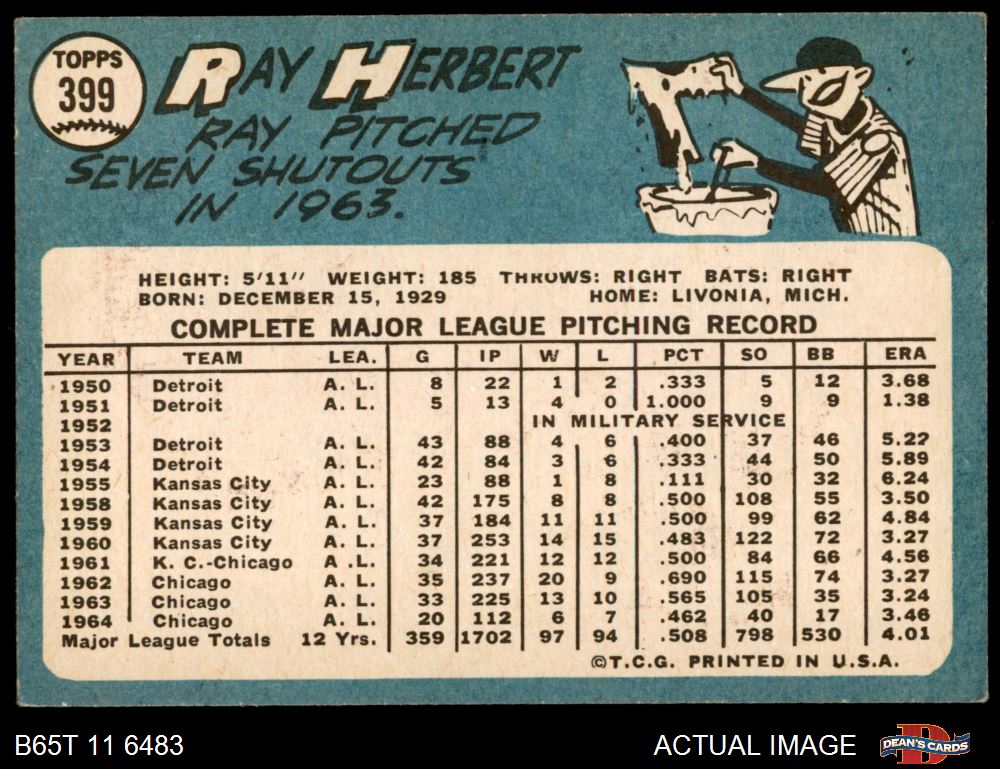 TOPPS
399
RAY HERBERT
RAY PITCHED
SEVEN SHUTOUTS
IN 1963.
HEIGHT: 5'11" WEIGHT: 185 THROWS: RIGHT BATS: RIGHT
BORN: DECEMBER 15, 1929 HOME: LIVONIA, MICH.
COMPLETE MAJOR LEAGUE PITCHING RECORD
YEAR TEAM LEA. G IP W L PCT SO BB ERA
1950 Detroit A. L. 8 22 1 2 .333 5 12 3.68
1951 Detroit A. L. 5 13 4 0 1.000 9 9 1.38
1952 IN MILITARY SERVICE
1953 Detroit A. L. 43 88 4 6 .400 37 46 5.22
1954 Detroit A. L. 42 84 3 6 .333 44 50 5.89
1955 Kansas City A. L. 23 88 1 8 .111 30 32 6.24
1958 Kansas City A. L. 42 175 8 8 .500 108 55 3.50
1959 Kansas City A. L. 37 184 11 11 .500 99 62 4.84
1960 Kansas City A. L. 37 253 14 15 .483 122 72 3.27
1961 K. C.-Chicago A .L. 34 221 12 12 .500 84 66 4.56
1962 Chicago A. L. 35 237 20 9 .690 115 74 3.27
1963 Chicago A. L. 33 225 13 10 .565 105 35 3.24
1964 Chicago A. L. 20 112 6 7 .462 40 17 3.46
Major League Totals 12 Yrs. 359 1702 97 94 .508 798 530 4.01
©T.C.G. PRINTED IN U.S.A.
B65T 11 6483 ACTUAL IMAGE DEAN'S CARDS